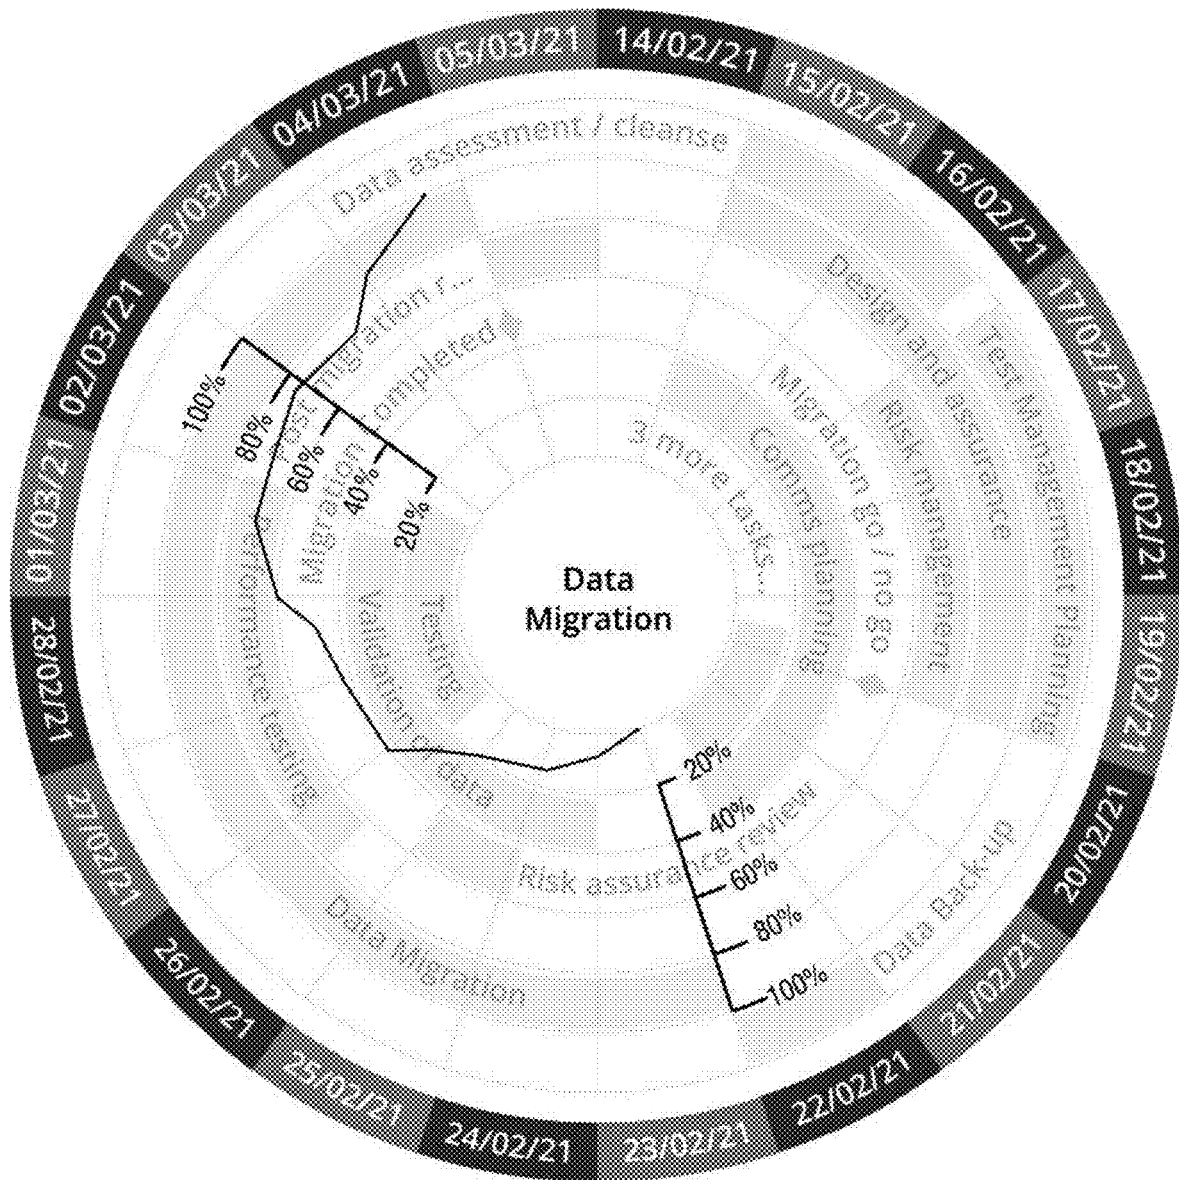 14/02/21
15/02/21
16/02/21
17/02/21
18/02/21
19/02/21
20/02/21
21/02/21
22/02/21
23/02/21
24/02/21
25/02/21
26/02/21
27/02/21
28/02/21
01/03/21
02/03/21
03/03/21
04/03/21
05/03/21
Data assessment / cleanse
Design and assurance
Test Management Planning
Migration go / no go
Risk management
Comms planning
3 more tasks...
Data Back-up
Risk assurance review
Data Migration
Validation data
Testing
testing
Migration completed
migration r...
100%
80%
60%
40%
20%
20%
40%
60%
80%
100%
Data
Migration